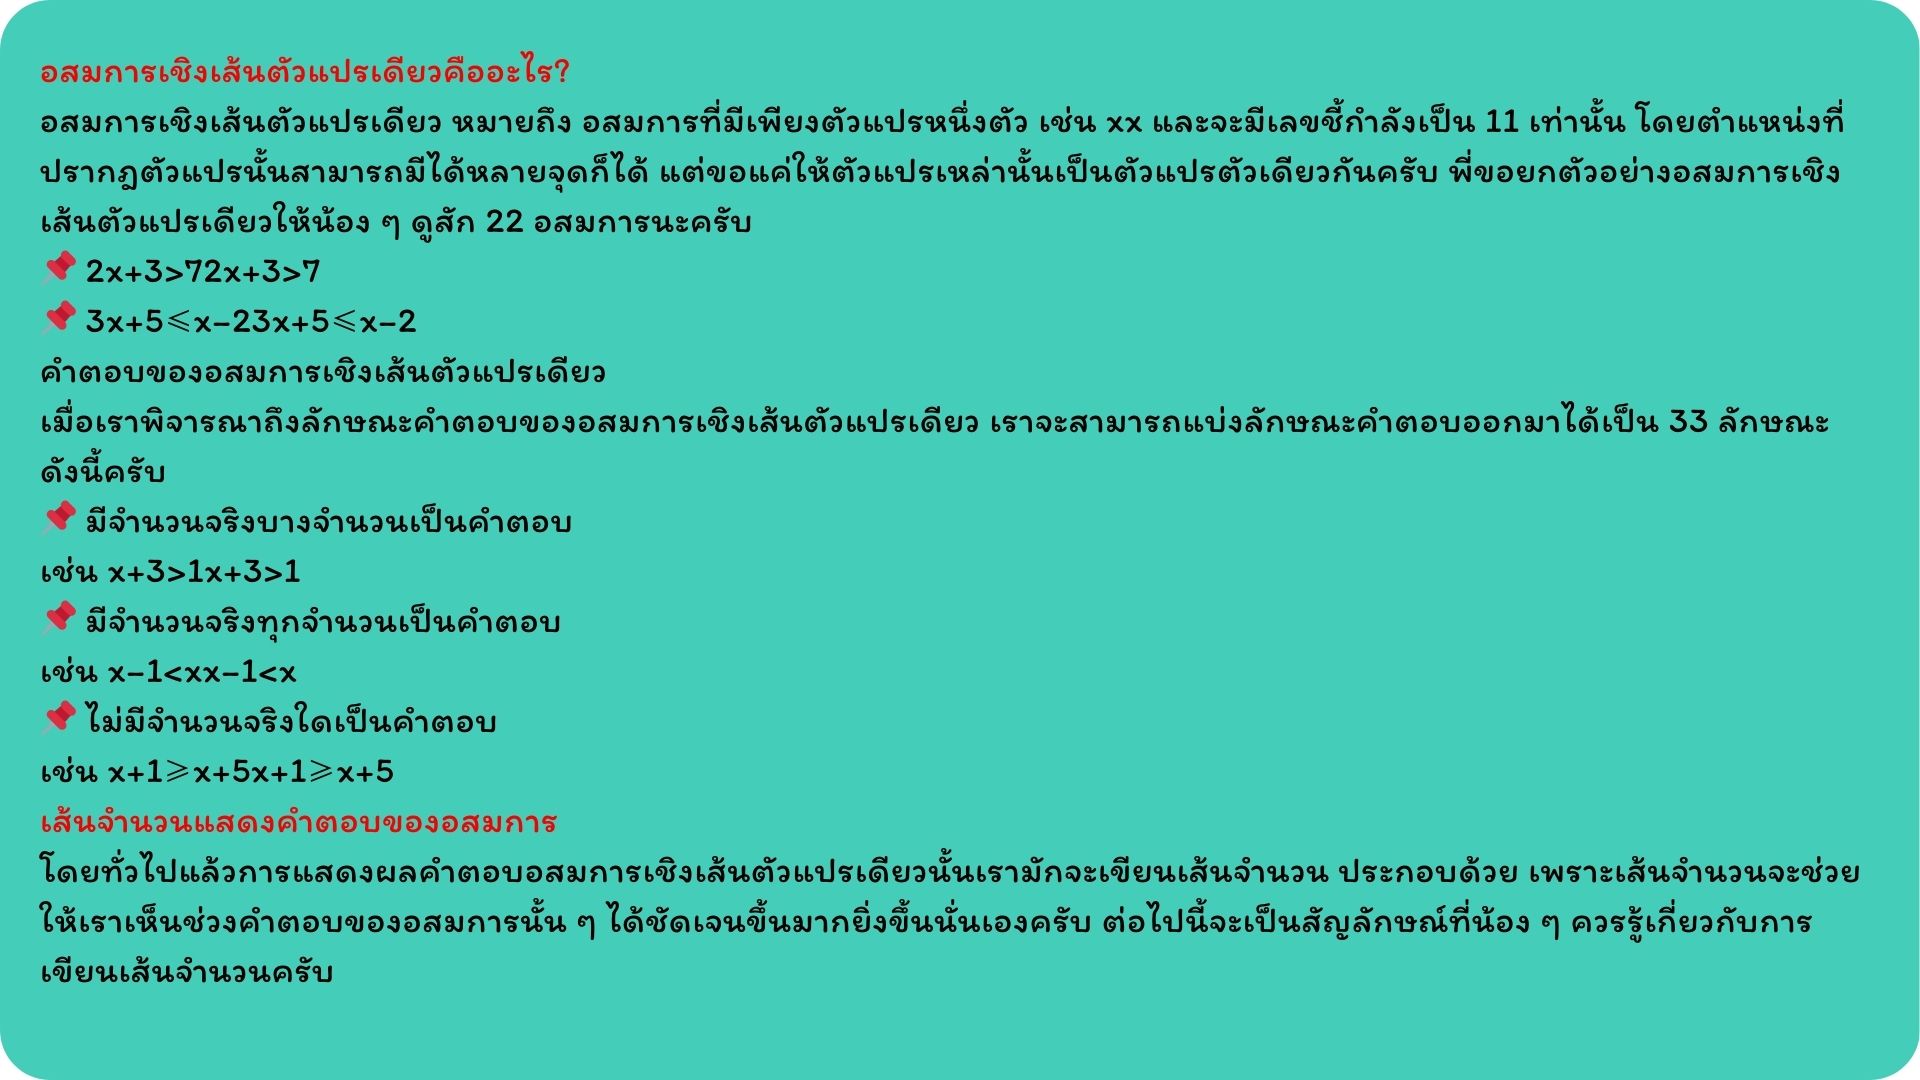 อสมการเชิงเส้นตัวแปรเดียวคืออะไร?
อสมการเชิงเส้นตัวแปรเดียว หมายถึง อสมการที่มีเพียงตัวแปรหนึ่งตัว เช่น xx และจะมีเลขชี้กำลังเป็น 11 เท่านั้น โดยตำแหน่งที่
ปรากฎตัวแปรนั้นสามารถมีได้หลายจุดก็ได้ แต่ขอแค่ให้ตัวแปรเหล่านั้นเป็นตัวแปรตัวเดียวกันครับ พี่ขอยกตัวอย่างอสมการเชิง
เส้นตัวแปรเดียวให้น้อง ๆ ดูสัก 22 อสมการนะครับ
📌 2x+3>72x+3>7
📌 3x+5⩽x−23x+5⩽x−2
คำตอบของอสมการเชิงเส้นตัวแปรเดียว
เมื่อเราพิจารณาถึงลักษณะคำตอบของอสมการเชิงเส้นตัวแปรเดียว เราจะสามารถแบ่งลักษณะคำตอบออกมาได้เป็น 33 ลักษณะ
ดังนี้ครับ
📌 มีจำนวนจริงบางจำนวนเป็นคำตอบ
เช่น x+3>1x+3>1
📌 มีจำนวนจริงทุกจำนวนเป็นคำตอบ
เช่น x−1<xx−1<x
📌 ไม่มีจำนวนจริงใดเป็นคำตอบ
เช่น x+1⩾x+5x+1⩾x+5
เส้นจำนวนแสดงคำตอบของอสมการ
โดยทั่วไปแล้วการแสดงผลคำตอบอสมการเชิงเส้นตัวแปรเดียวนั้นเรามักจะเขียนเส้นจำนวน ประกอบด้วย เพราะเส้นจำนวนจะช่วย
ให้เราเห็นช่วงคำตอบของอสมการนั้น ๆ ได้ชัดเจนขึ้นมากยิ่งขึ้นนั่นเองครับ ต่อไปนี้จะเป็นสัญลักษณ์ที่น้อง ๆ ควรรู้เกี่ยวกับการ
เขียนเส้นจำนวนครับ